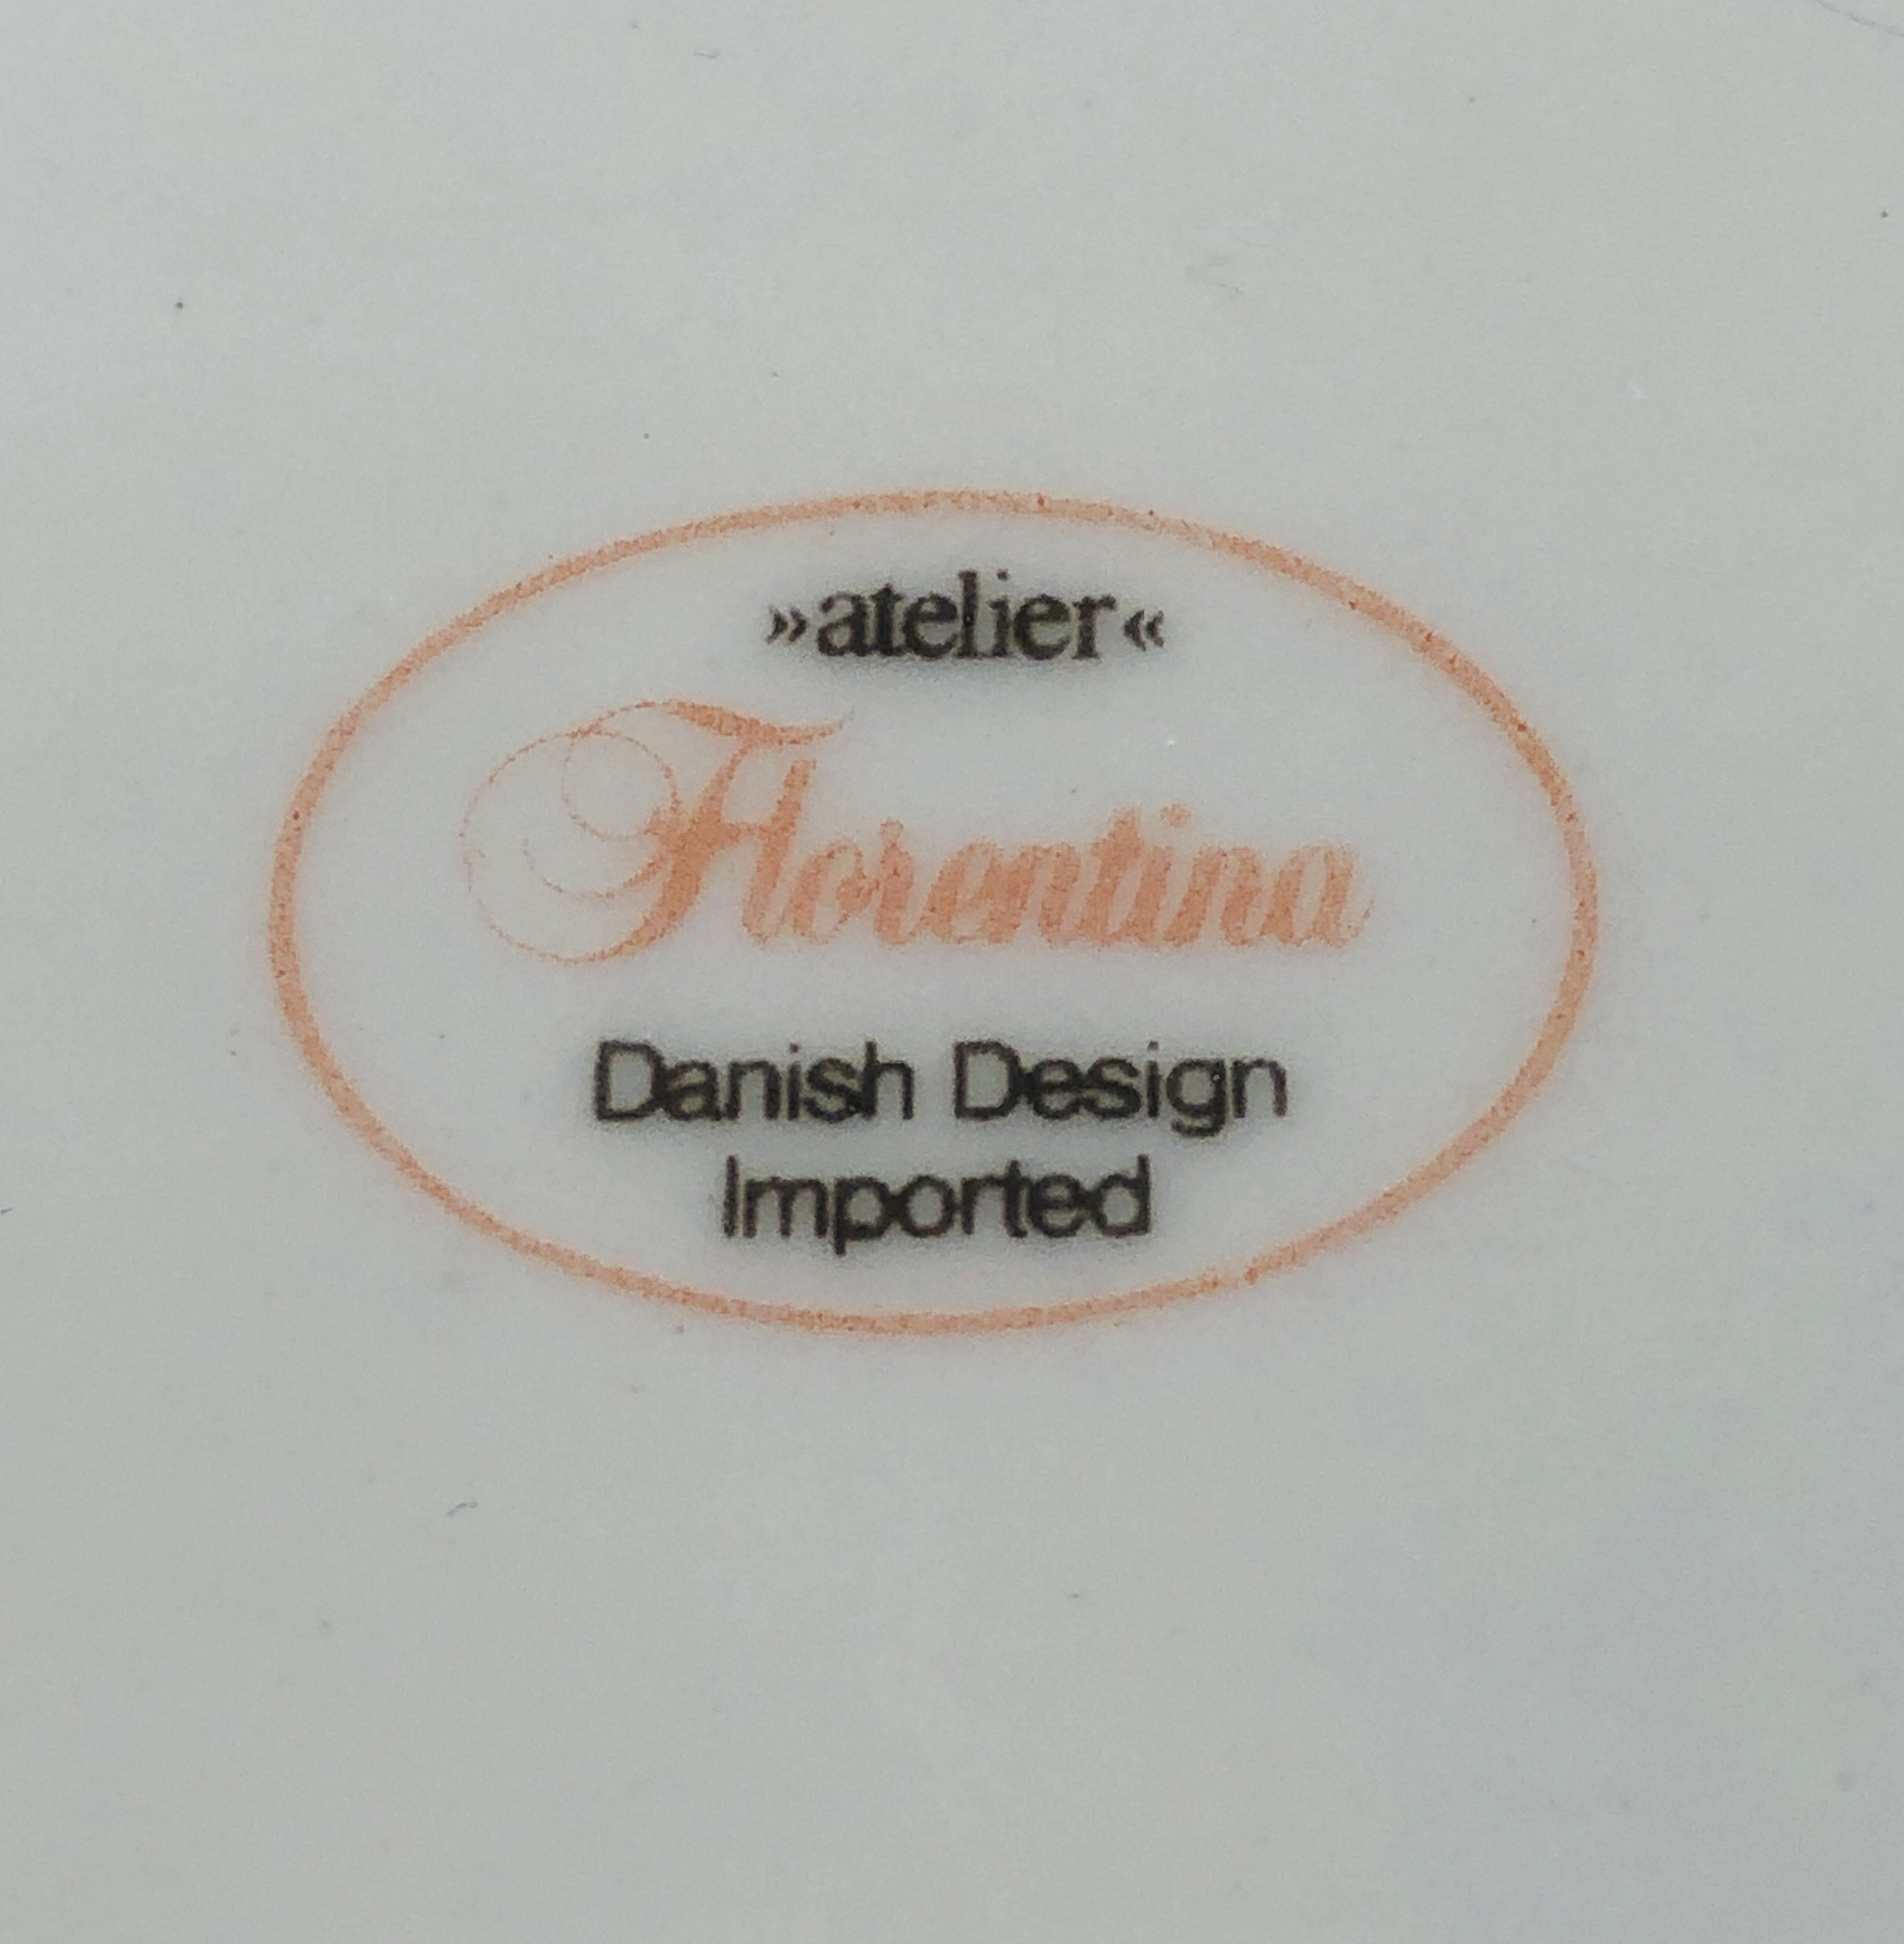 »atelier«
Florentina
Danish Design
Imported